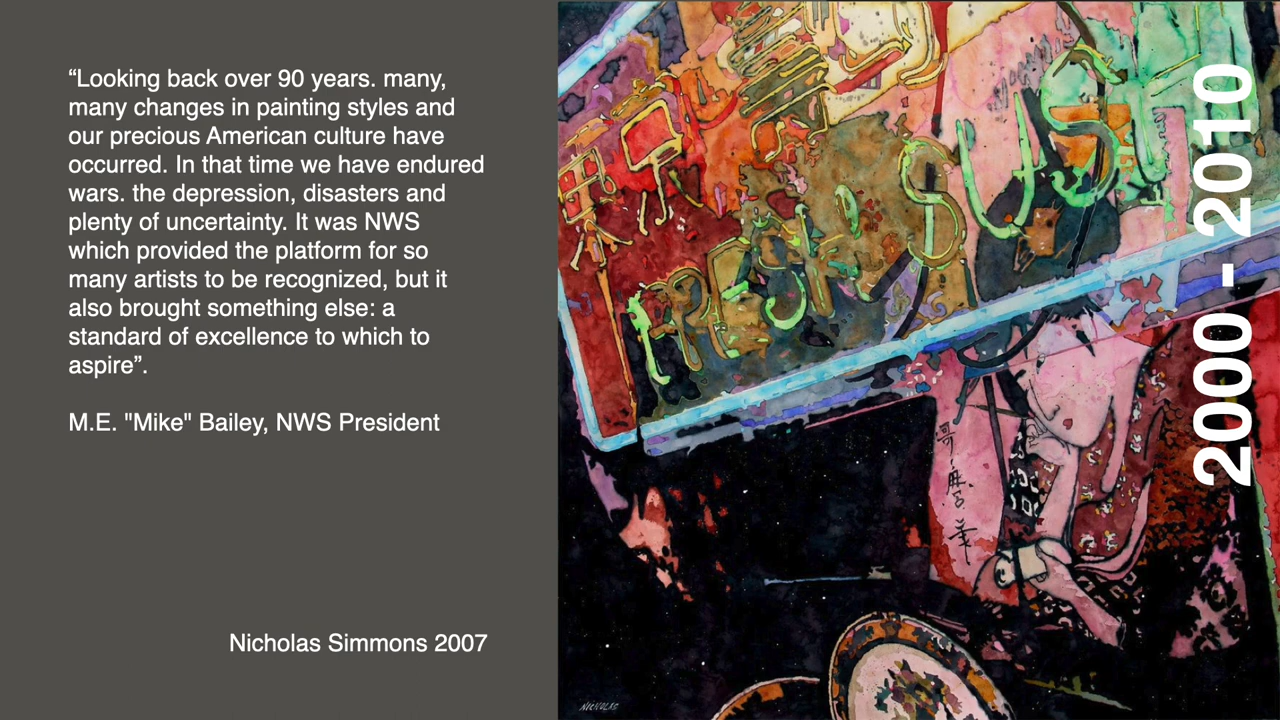 “Looking back over 90 years. many,
many changes in painting styles and
our precious American culture have
occurred. In that time we have endured
wars. the depression, disasters and
plenty of uncertainty. It was NWS
which provided the platform for so
many artists to be recognized, but it
also brought something else: a
standard of excellence to which to
aspire”.
M.E. "Mike" Bailey, NWS President
Nicholas Simmons 2007
FRESH SUSHI
NICHOLAS
2000 - 2010